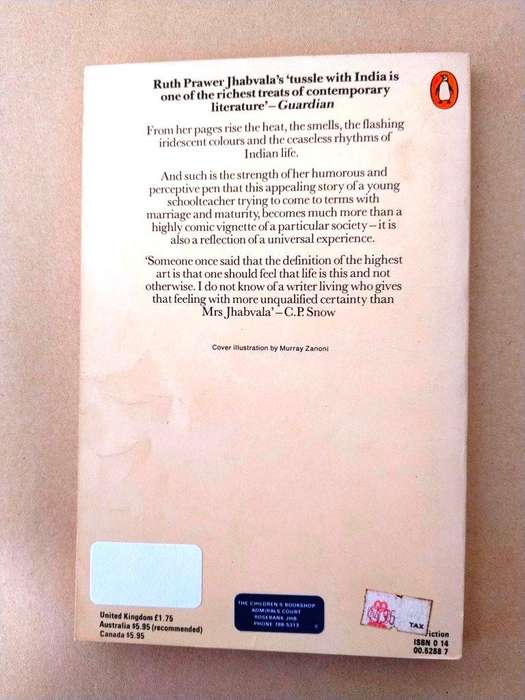 Ruth Prawer Jhabvala's 'tussle with India is
one of the richest treats of contemporary
literature'– Guardian
From her pages rise the heat, the smells, the flashing
iridescent colours and the ceaseless rhythms of
Indian life.
And such is the strength of her humorous and
perceptive pen that this appealing story of a young
schoolteacher trying to come to terms with
marriage and maturity, becomes much more than a
highly comic vignette of a particular society – it is
also a reflection of a universal experience.
'Someone once said that the definition of the highest
art is that one should feel that life is this and not
otherwise. I do not know of a writer living who gives
that feeling with more unqualified certainty than
Mrs Jhabvala' – C.P. Snow
Cover illustration by Murray Zanoni
United Kingdom £1.75
Australia $5.95 (recommended)
Canada $5.95
THE CHILDREN'S BOOKSHOP
ADMIRALS COURT
ROSEBANK JHB
PHONE 788-5313
TAX
iction
ISBN 0 14
00.5288 7